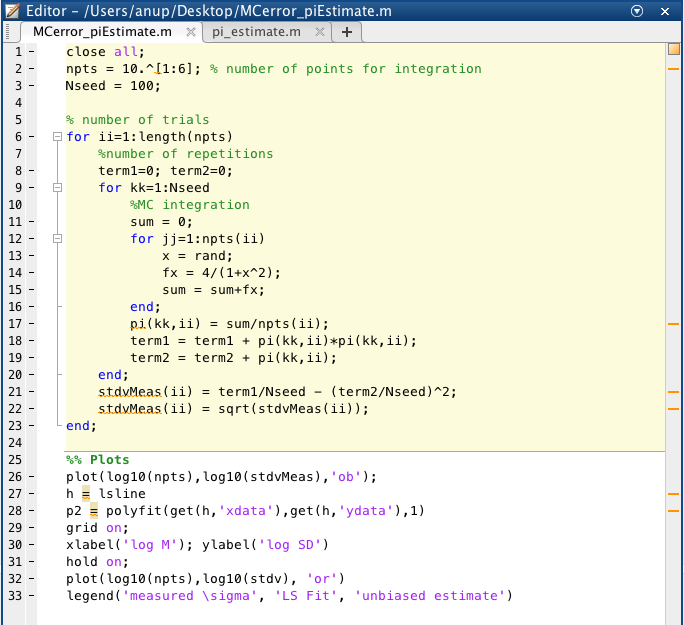 Editor – /Users/anup/Desktop/MCerror_piEstimate.m
MCerror_piEstimate.m × pi_estimate.m × +
1 – close all;
2 – npts = 10.^[1:6]; % number of points for integration
3 – Nseed = 100;
4
5 % number of trials
6 – for ii=1:length(npts)
7 %number of repetitions
8 – term1=0; term2=0;
9 – for kk=1:Nseed
10 %MC integration
11 – sum = 0;
12 – for jj=1:npts(ii)
13 – x = rand;
14 – fx = 4/(1+x^2);
15 – sum = sum+fx;
16 – end;
17 – pi(kk,ii) = sum/npts(ii);
18 – term1 = term1 + pi(kk,ii)*pi(kk,ii);
19 – term2 = term2 + pi(kk,ii);
20 – end;
21 – stdvMeas(ii) = term1/Nseed – (term2/Nseed)^2;
22 – stdvMeas(ii) = sqrt(stdvMeas(ii));
23 – end;
24
25 %% Plots
26 – plot(log10(npts),log10(stdvMeas),'ob');
27 – h = lsline
28 – p2 = polyfit(get(h,'xdata'),get(h,'ydata'),1)
29 – grid on;
30 – xlabel('log M'); ylabel('log SD')
31 – hold on;
32 – plot(log10(npts),log10(stdv), 'or')
33 – legend('measured \sigma', 'LS Fit', 'unbiased estimate')